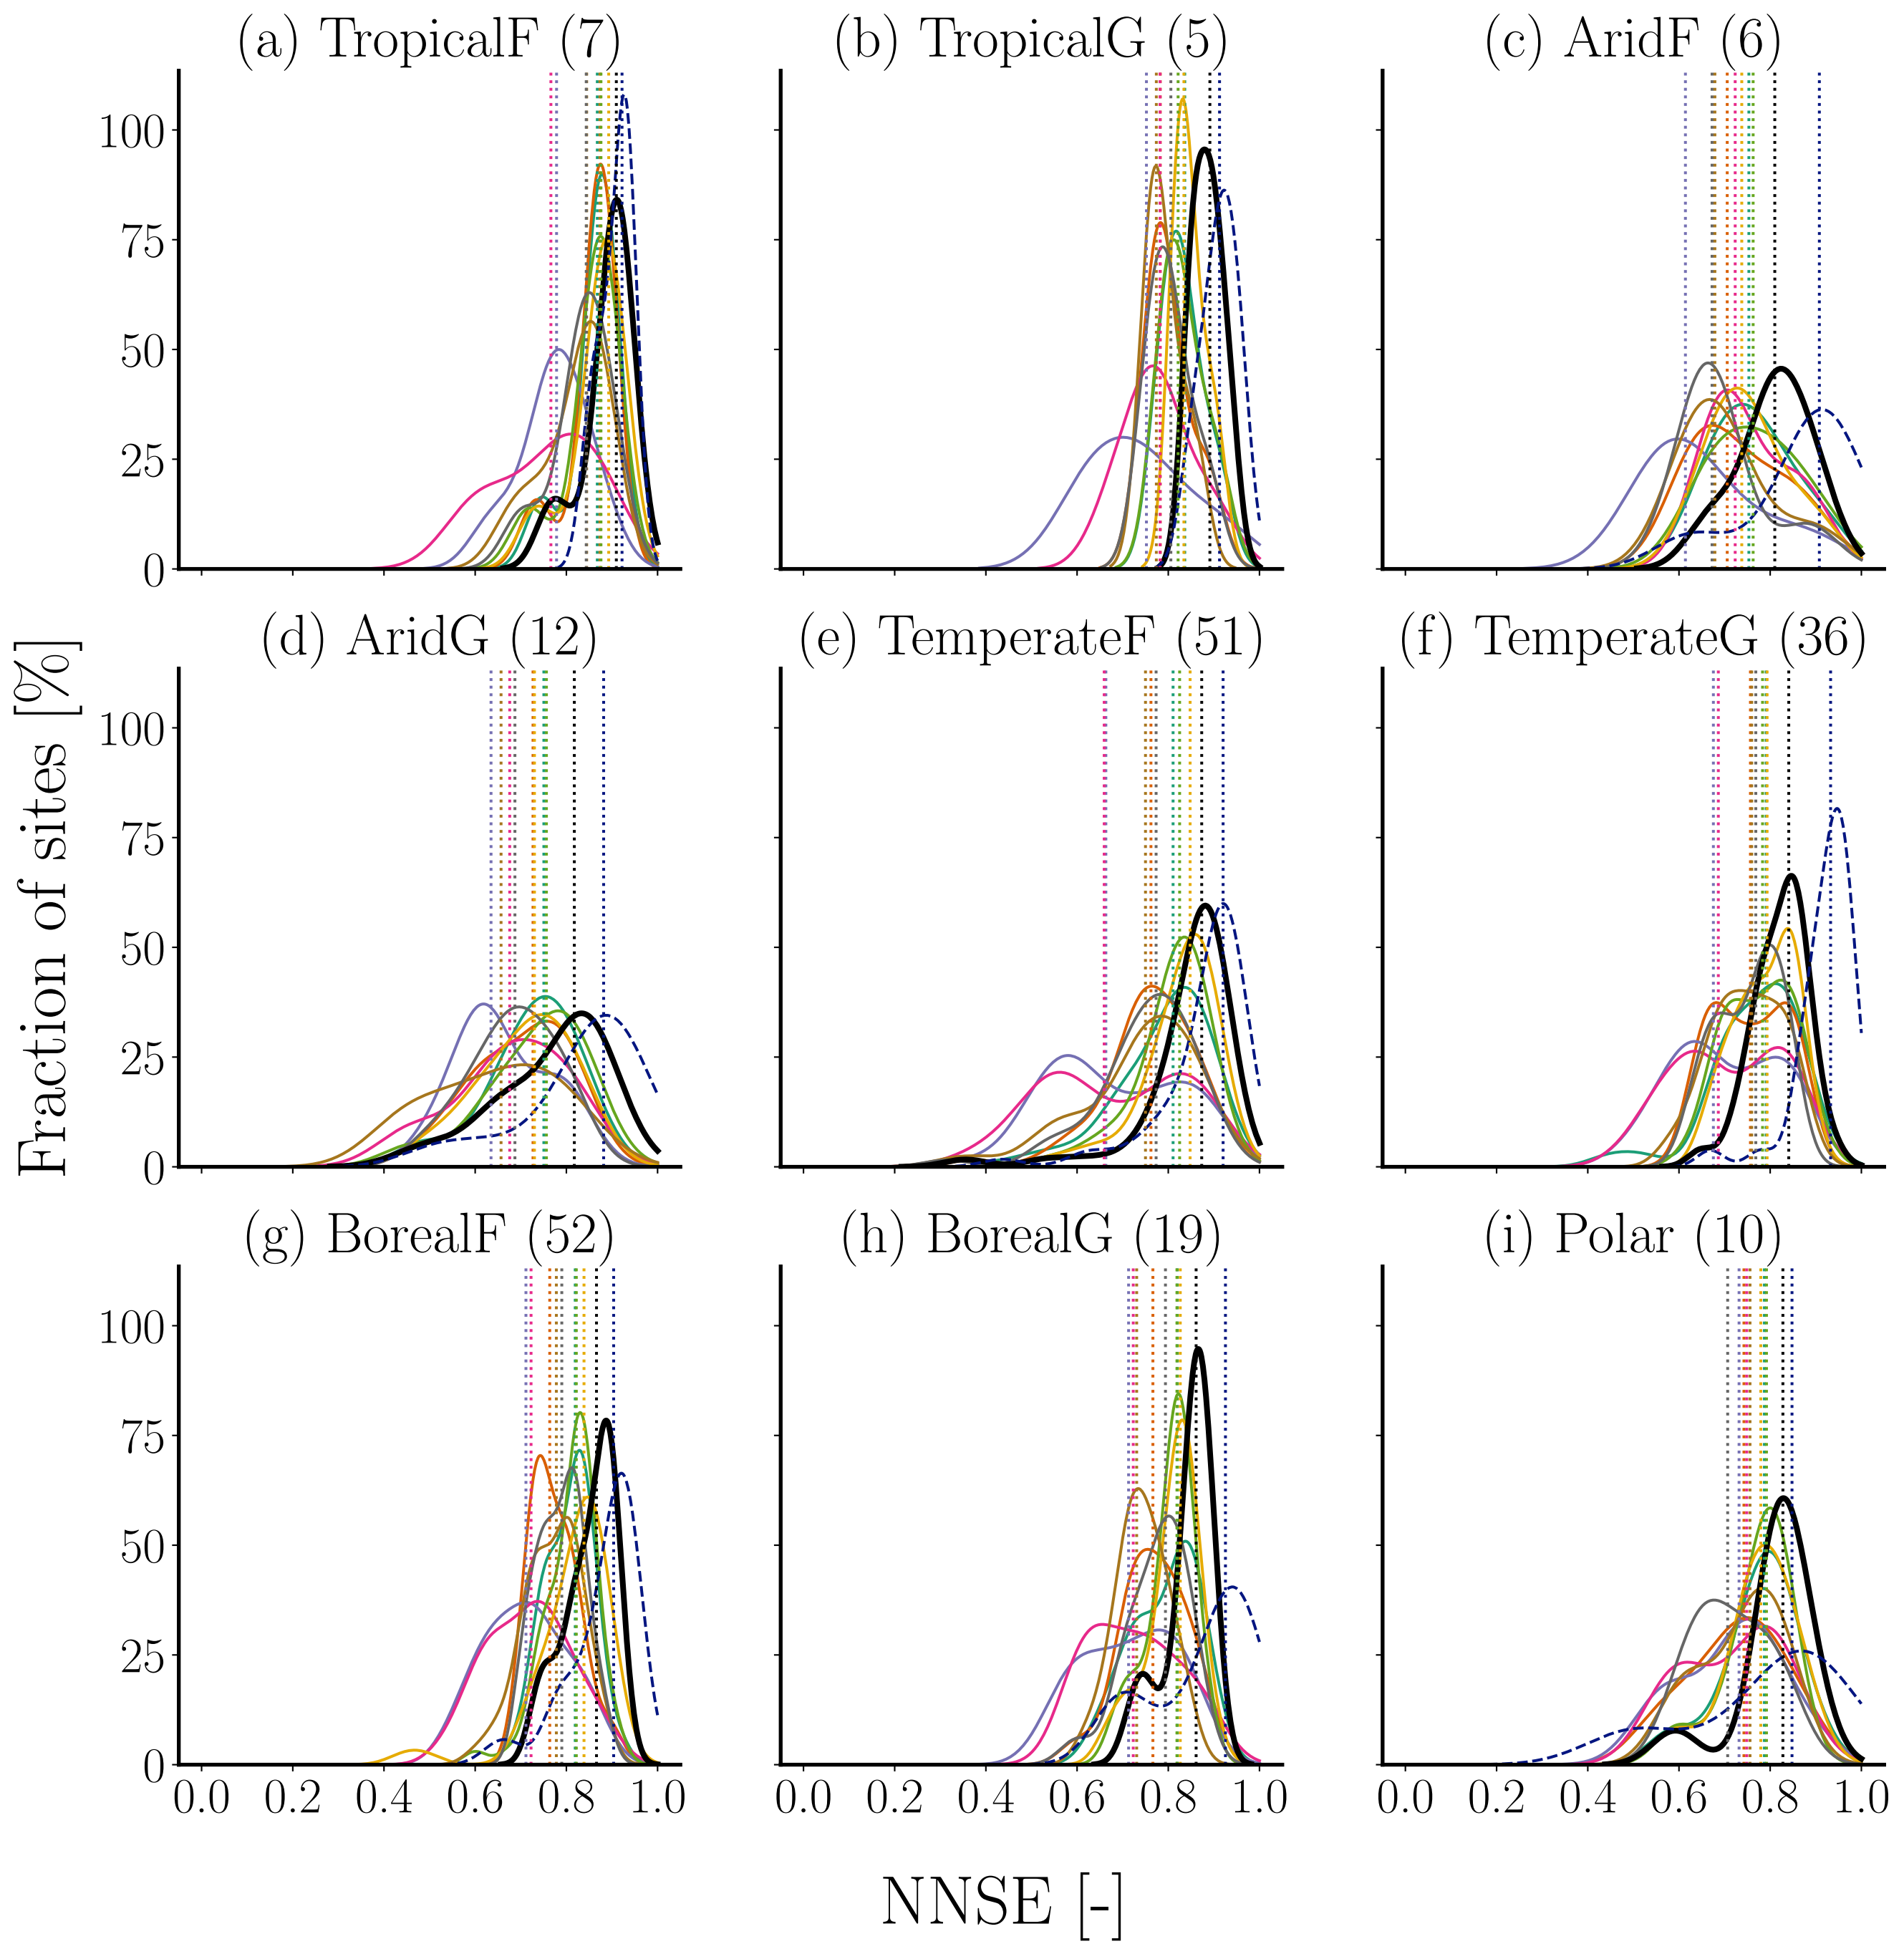 (a) TropicalF (7)
(b) TropicalG (5)
(c) AridF (6)
100
75
50
25
0
(d) AridG (12)
(e) TemperateF (51)
(f) TemperateG (36)
Fraction of sites [%]
100
75
50
25
0
(g) BorealF (52)
(h) BorealG (19)
(i) Polar (10)
100
75
50
25
0
0.0 0.2 0.4 0.6 0.8 1.0
0.0 0.2 0.4 0.6 0.8 1.0
0.0 0.2 0.4 0.6 0.8 1.0
NNSE [-]